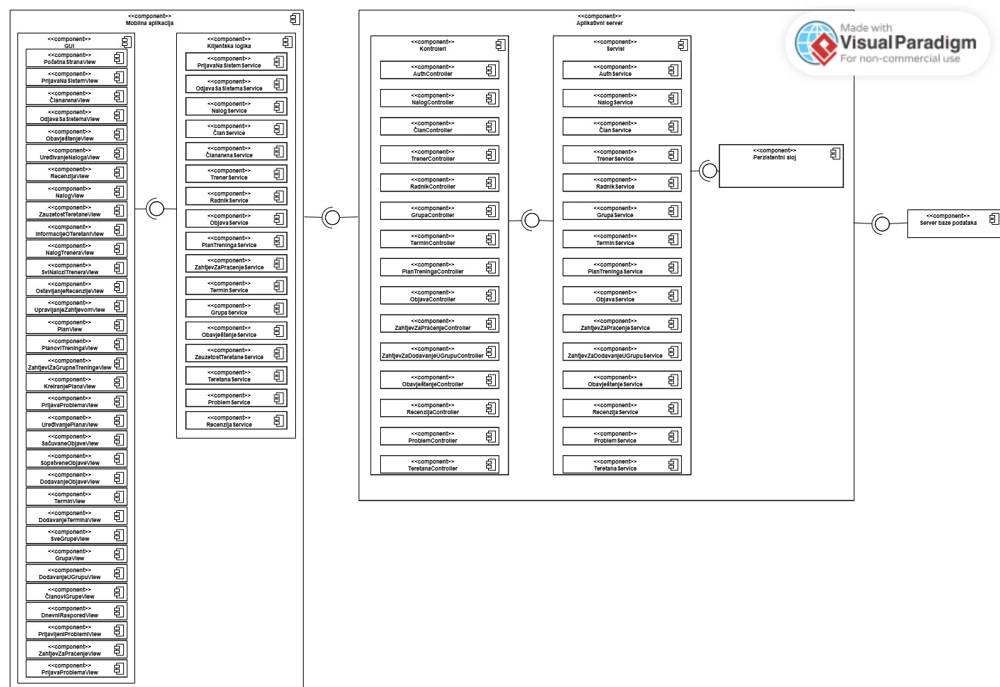 <<component>>
Mobilna aplikacija
<<component>>
GUI
<<component>>
PočetnaStranaView
<<component>>
PrijavaNaSistemView
<<component>>
ČlanarinaView
<<component>>
OdjavaSaSistemaView
<<component>>
ObavještenjeView
<<component>>
UređivanjeNalogaView
<<component>>
RecenzijaView
<<component>>
NalogView
<<component>>
ZauzetostTeretaneView
<<component>>
InformacijeOTeretaniView
<<component>>
NalogTreneraView
<<component>>
SviNaloziTreneraView
<<component>>
OstavljanjeRecenzijeView
<<component>>
UpravljanjeZahtjevomView
<<component>>
PlanView
<<component>>
PlanoviTreningaView
<<component>>
ZahtjeviZaGrupneTreningeView
<<component>>
KreiranjePlanaView
<<component>>
PrijavaProblemaView
<<component>>
UređivanjePlanaView
<<component>>
SačuvaneObjaveView
<<component>>
SopstveneObjaveView
<<component>>
DodavanjeObjaveView
<<component>>
TerminView
<<component>>
DodavanjeTerminaView
<<component>>
SveGrupeView
<<component>>
GrupaView
<<component>>
DodavanjeUGrupuView
<<component>>
ČlanoviGrupeView
<<component>>
DnevniRasporedView
<<component>>
PrijavljeniProblemiView
<<component>>
ZahtjevZaPraćenjeView
<<component>>
PrijavaProblemaView
<<component>>
Klijentska logika
<<component>>
PrijavaNaSistemService
<<component>>
OdjavaSaSistemaService
<<component>>
NalogService
<<component>>
ČlanService
<<component>>
ČlanarinaService
<<component>>
TrenerService
<<component>>
RadnikService
<<component>>
ObjavaService
<<component>>
PlanTreningaService
<<component>>
ZahtjevZaPraćenjeService
<<component>>
TerminService
<<component>>
GrupaService
<<component>>
ObavještenjeService
<<component>>
ZauzetostTeretaneService
<<component>>
TeretanaService
<<component>>
ProblemService
<<component>>
RecenzijaService
<<component>>
Aplikativni server
<<component>>
Kontroleri
<<component>>
AuthController
<<component>>
NalogController
<<component>>
ČlanController
<<component>>
TrenerController
<<component>>
RadnikController
<<component>>
GrupaController
<<component>>
TerminController
<<component>>
PlanTreningaController
<<component>>
ObjavaController
<<component>>
ZahtjevZaPraćenjeController
<<component>>
ZahtjevZaDodavanjeUGrupuController
<<component>>
ObavještenjeController
<<component>>
RecenzijaController
<<component>>
ProblemController
<<component>>
TeretanaController
<<component>>
Servisi
<<component>>
AuthService
<<component>>
NalogService
<<component>>
ČlanService
<<component>>
TrenerService
<<component>>
RadnikService
<<component>>
GrupaService
<<component>>
TerminService
<<component>>
PlanTreningaService
<<component>>
ObjavaService
<<component>>
ZahtjevZaPraćenjeService
<<component>>
ZahtjevZaDodavanjeUGrupuService
<<component>>
ObavještenjeService
<<component>>
RecenzijaService
<<component>>
ProblemService
<<component>>
TeretanaService
<<component>>
Perzistentni sloj
<<component>>
Server baze podataka
Made with
VisualParadigm
For non-commercial use